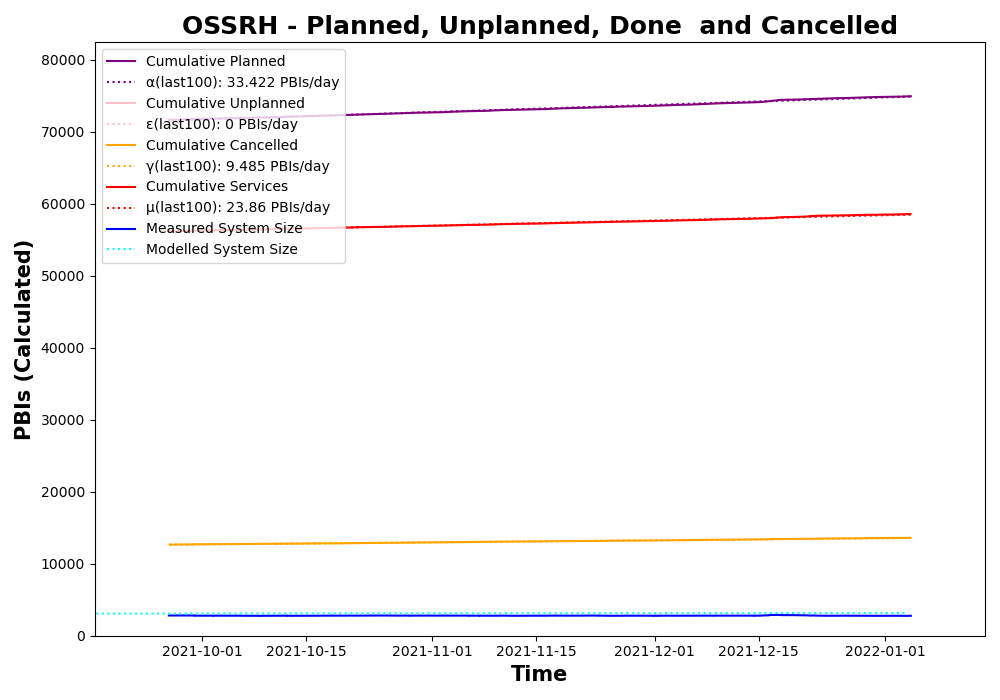 OSSRH - Planned, Unplanned, Done  and Cancelled
PBIs (Calculated)
80000
70000
60000
50000
40000
30000
20000
10000
0
Cumulative Planned
α(last100): 33.422 PBIs/day
Cumulative Unplanned
ε(last100): 0 PBIs/day
Cumulative Cancelled
γ(last100): 9.485 PBIs/day
Cumulative Services
μ(last100): 23.86 PBIs/day
Measured System Size
Modelled System Size
2021-10-01
2021-10-15
2021-11-01
2021-11-15
2021-12-01
2021-12-15
2022-01-01
Time